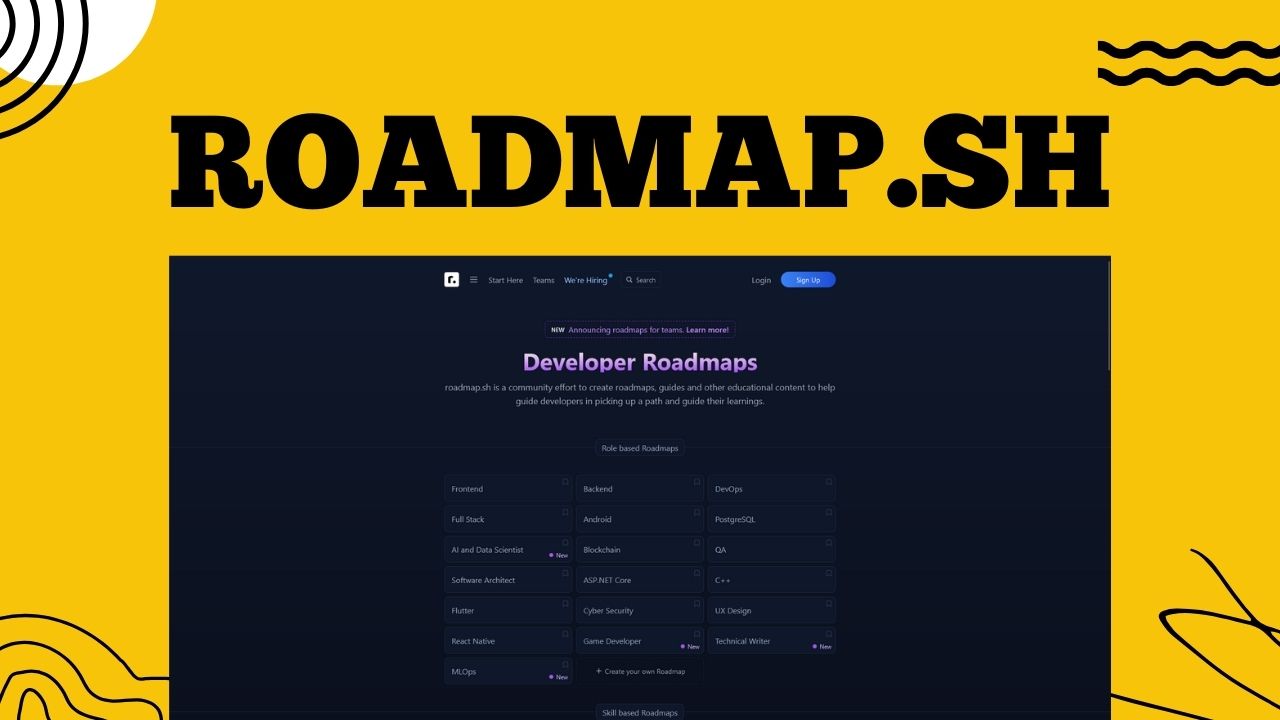 ROADMAP.SH
r. Start Here Teams We're Hiring Search Login Sign Up
NEW Announcing roadmaps for teams. Learn more!
Developer Roadmaps
roadmap.sh is a community effort to create roadmaps, guides and other educational content to help
guide developers in picking up a path and guide their learnings.
Role based Roadmaps
Frontend Backend DevOps
Full Stack Android PostgreSQL
AI and Data Scientist New Blockchain QA
Software Architect ASP.NET Core C++
Flutter Cyber Security UX Design
React Native Game Developer New Technical Writer New
MLOps New + Create your own Roadmap
Skill based Roadmaps